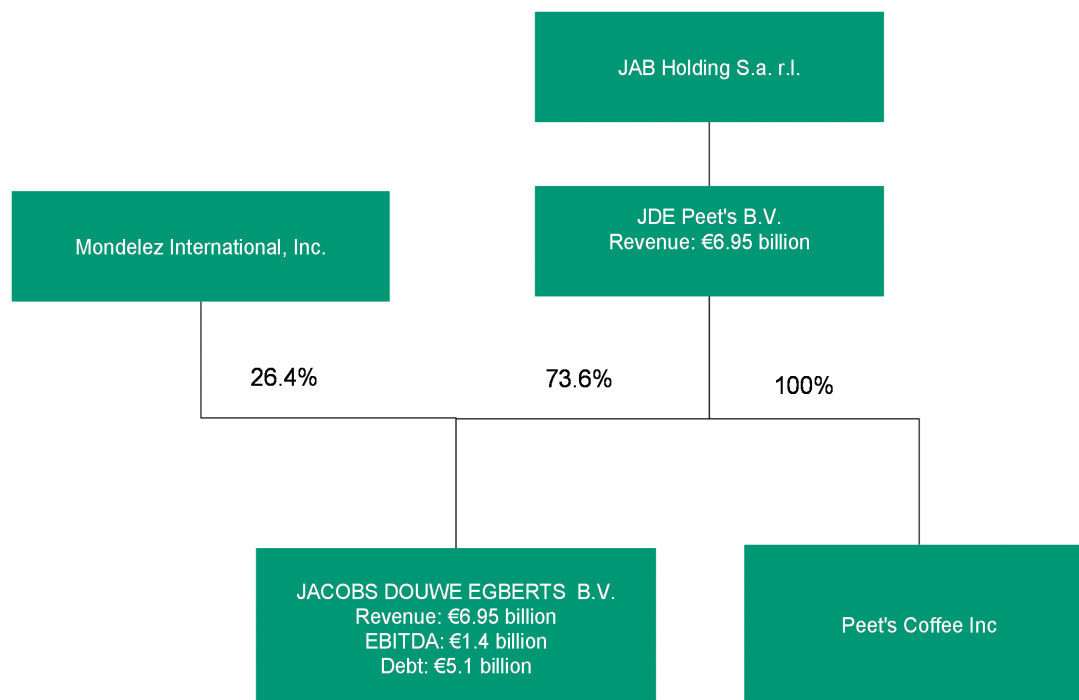 JAB Holding S.a. r.l.
JDE Peet's B.V.
Revenue: €6.95 billion
Mondelez International, Inc.
26.4%
73.6%
100%
JACOBS DOUWE EGBERTS  B.V.
Revenue: €6.95 billion
EBITDA: €1.4 billion
Debt: €5.1 billion
Peet's Coffee Inc